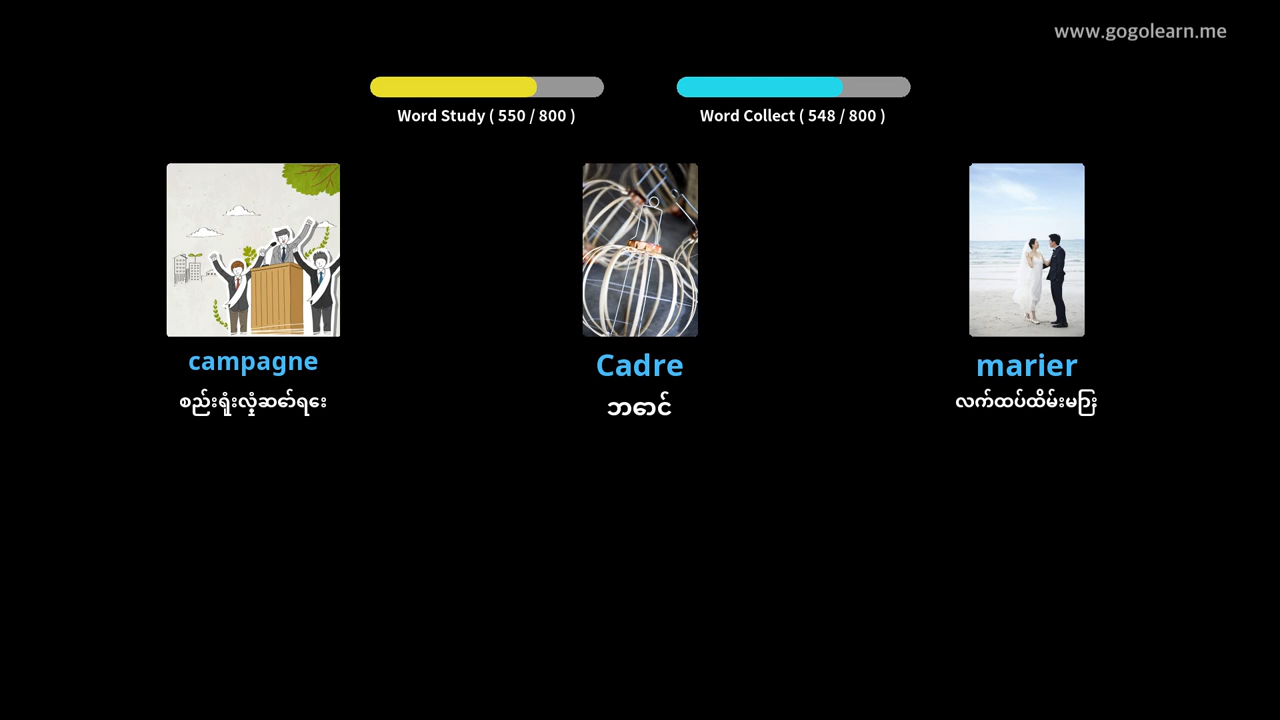 www.gogolearn.me
Word Study ( 550 / 800 )
Word Collect ( 548 / 800 )
campagne
Cadre
marier
စည်းရုံးလှုံ့ဆော်ရေး
ဘောင်
လက်ထပ်ထိမ်းမြား